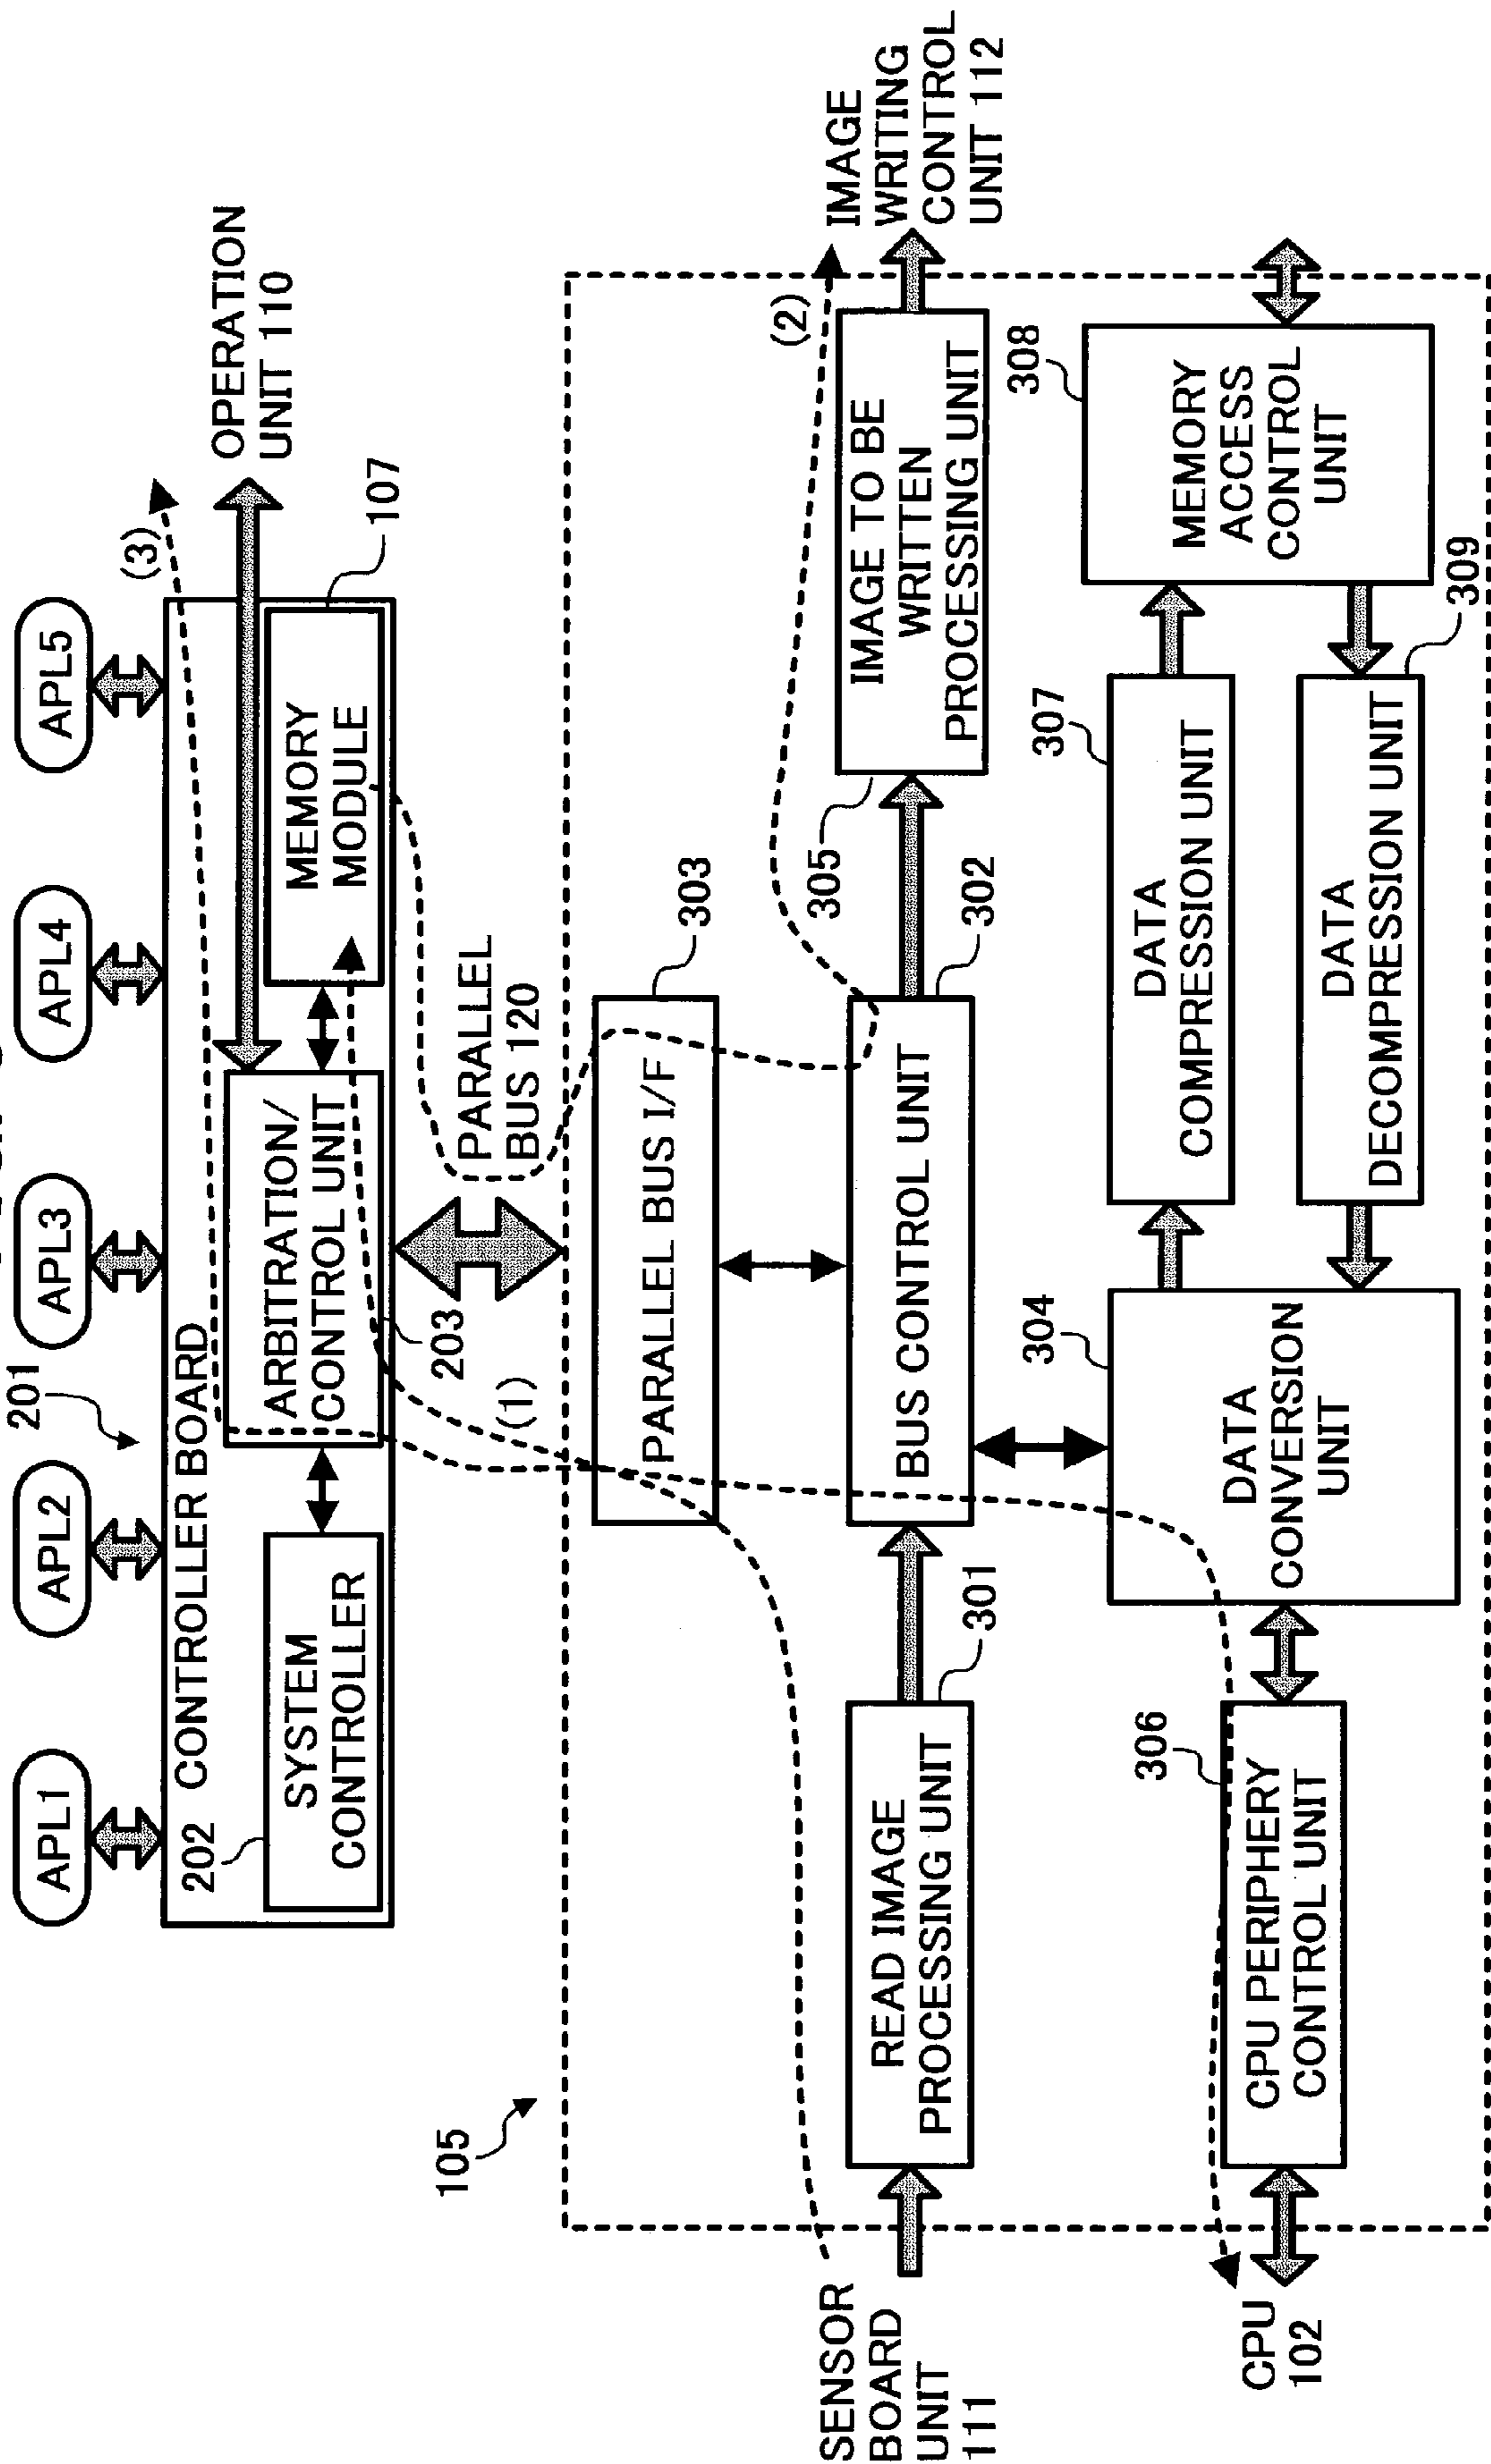 APL1
APL2
APL3
APL4
APL5
201
202
CONTROLLER BOARD
SYSTEM
CONTROLLER
ARBITRATION/
CONTROL UNIT
MEMORY
MODULE
203
107
(3)
OPERATION
UNIT 110
(1)
PARALLEL
BUS 120
105
303
PARALLEL BUS I/F
SENSOR
BOARD
UNIT
111
READ IMAGE
PROCESSING UNIT
301
BUS CONTROL UNIT
302
305
IMAGE TO BE
WRITTEN
PROCESSING UNIT
(2)
IMAGE
WRITING
CONTROL
UNIT 112
CPU
102
306
CPU PERIPHERY
CONTROL UNIT
304
DATA
CONVERSION
UNIT
307
DATA
COMPRESSION UNIT
DATA
DECOMPRESSION UNIT
309
308
MEMORY
ACCESS
CONTROL
UNIT